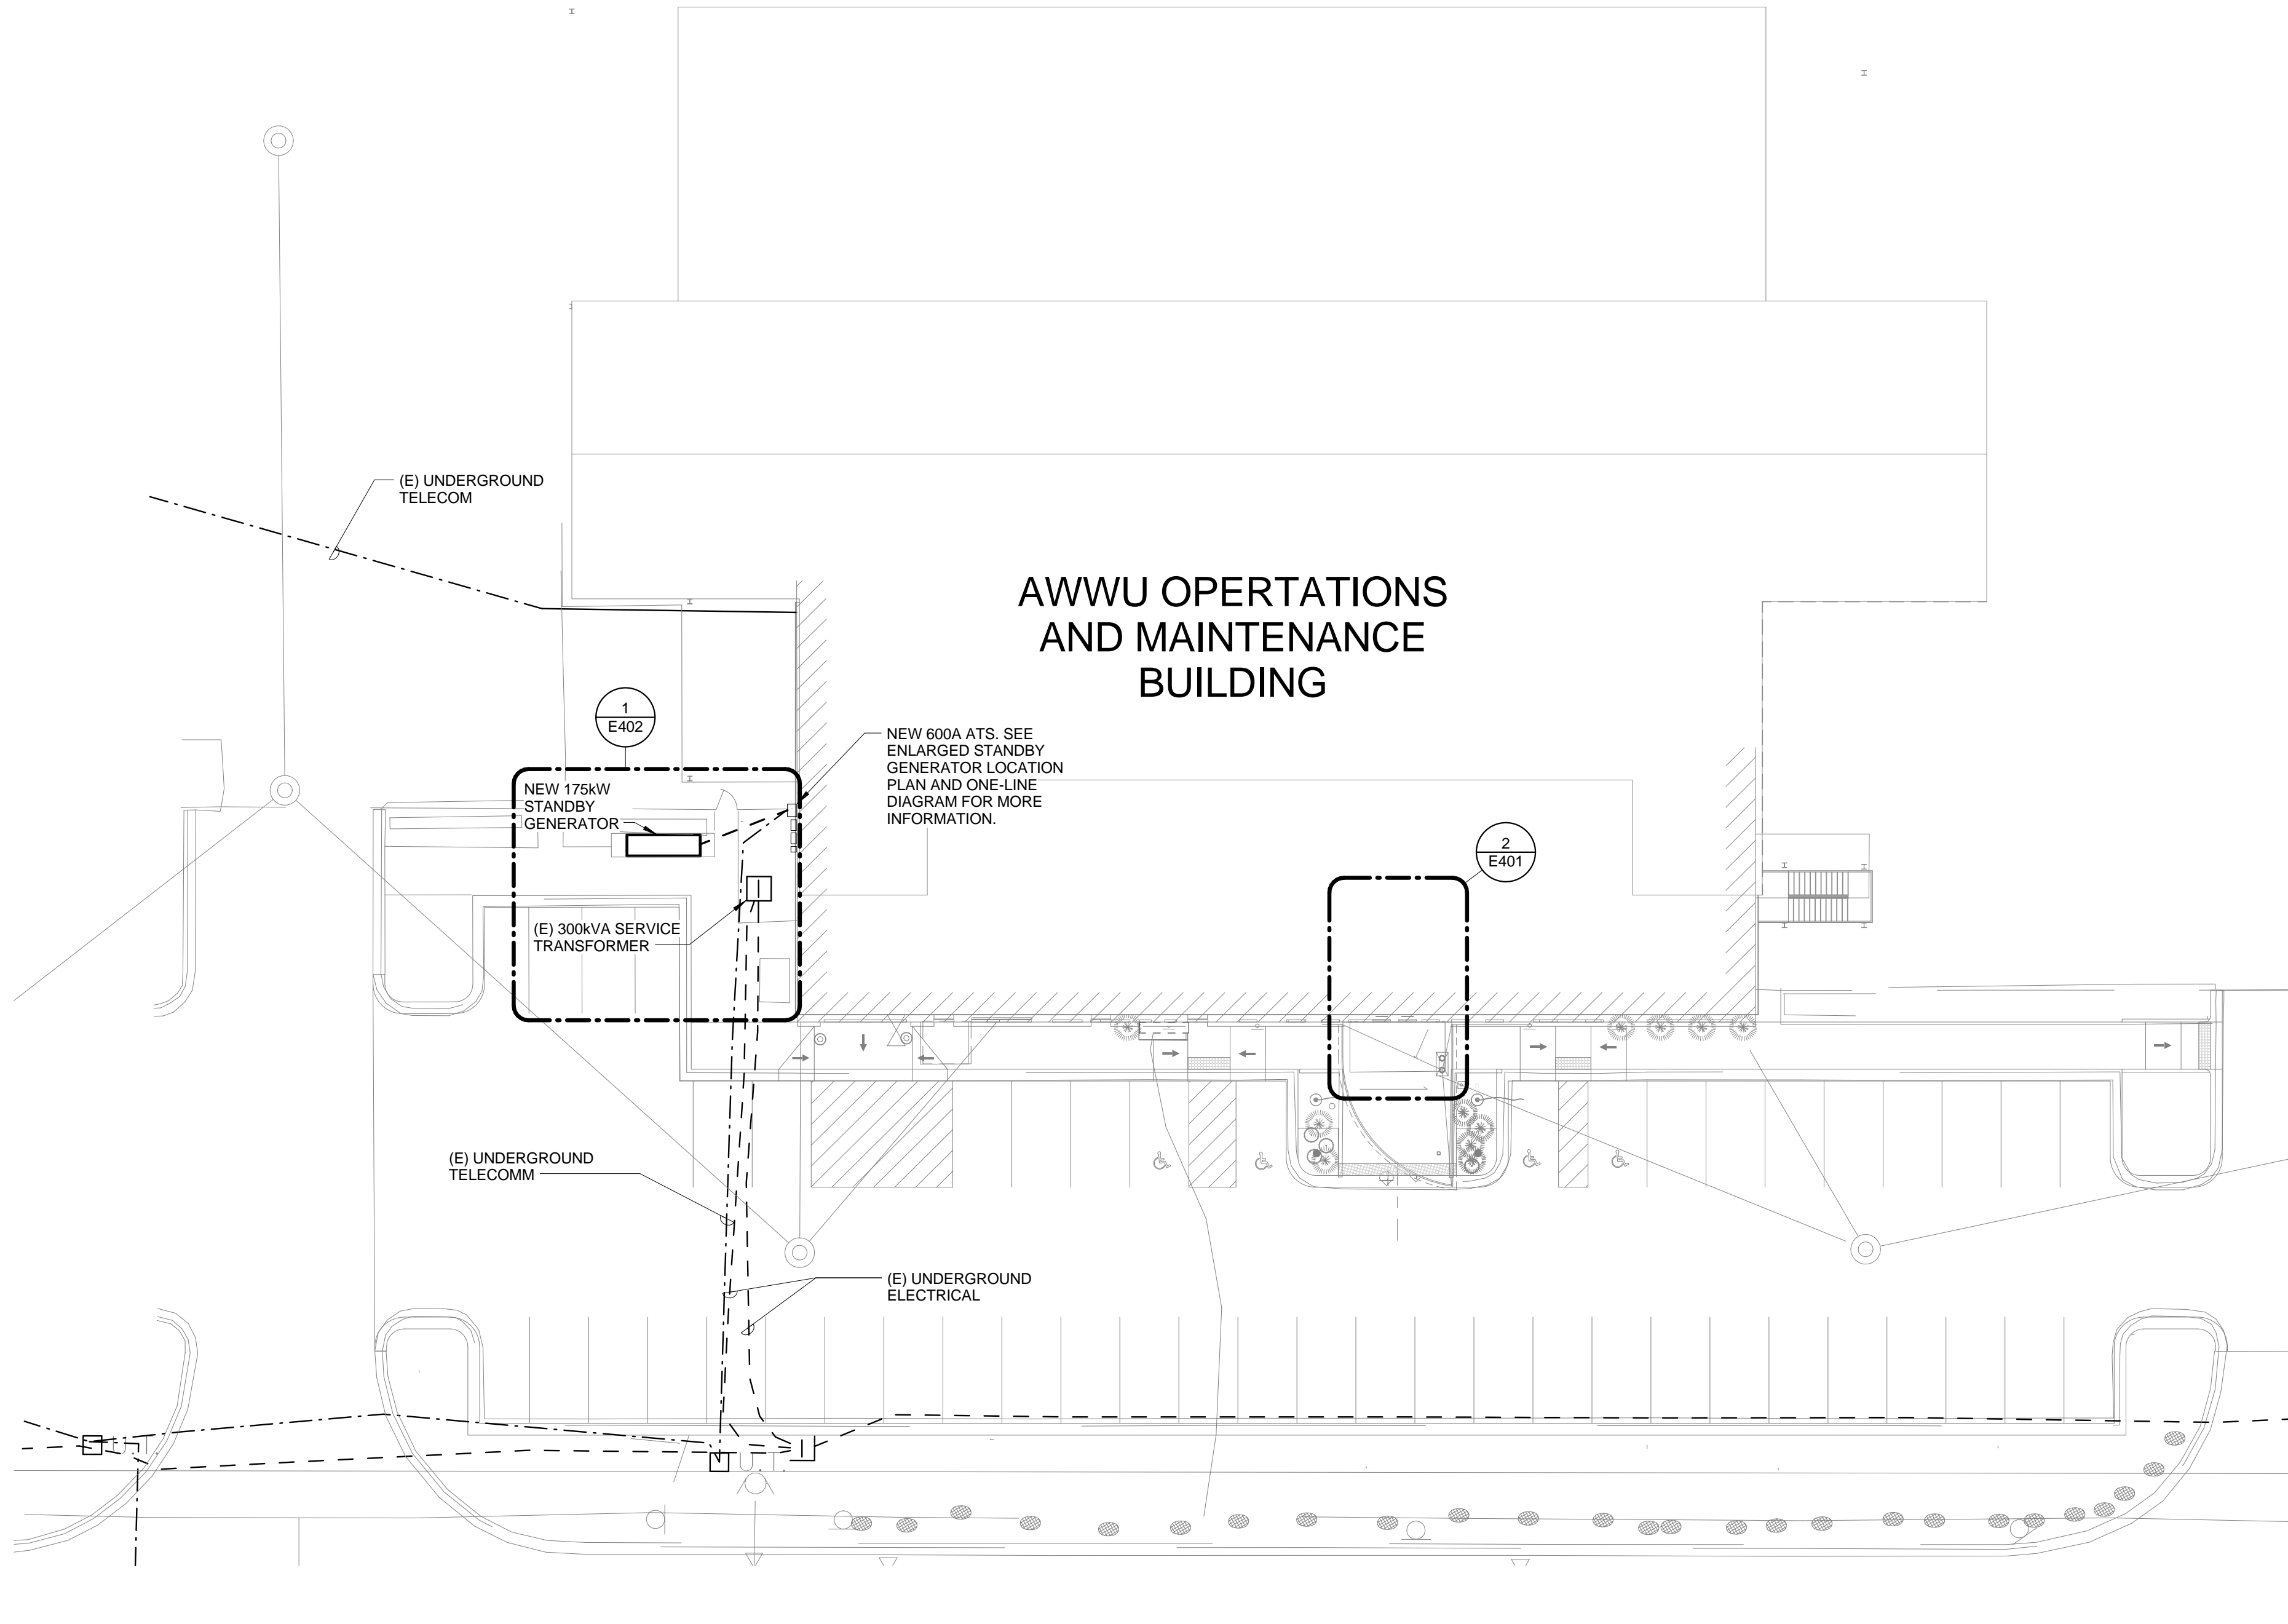 (E) UNDERGROUND
TELECOM
AWWU OPERTATIONS
AND MAINTENANCE
BUILDING
1
E402
NEW 600A ATS. SEE
ENLARGED STANDBY
GENERATOR LOCATION
PLAN AND ONE-LINE
DIAGRAM FOR MORE
INFORMATION.
NEW 175kW
STANDBY
GENERATOR
2
E401
(E) 300kVA SERVICE
TRANSFORMER
(E) UNDERGROUND
TELECOMM
(E) UNDERGROUND
ELECTRICAL